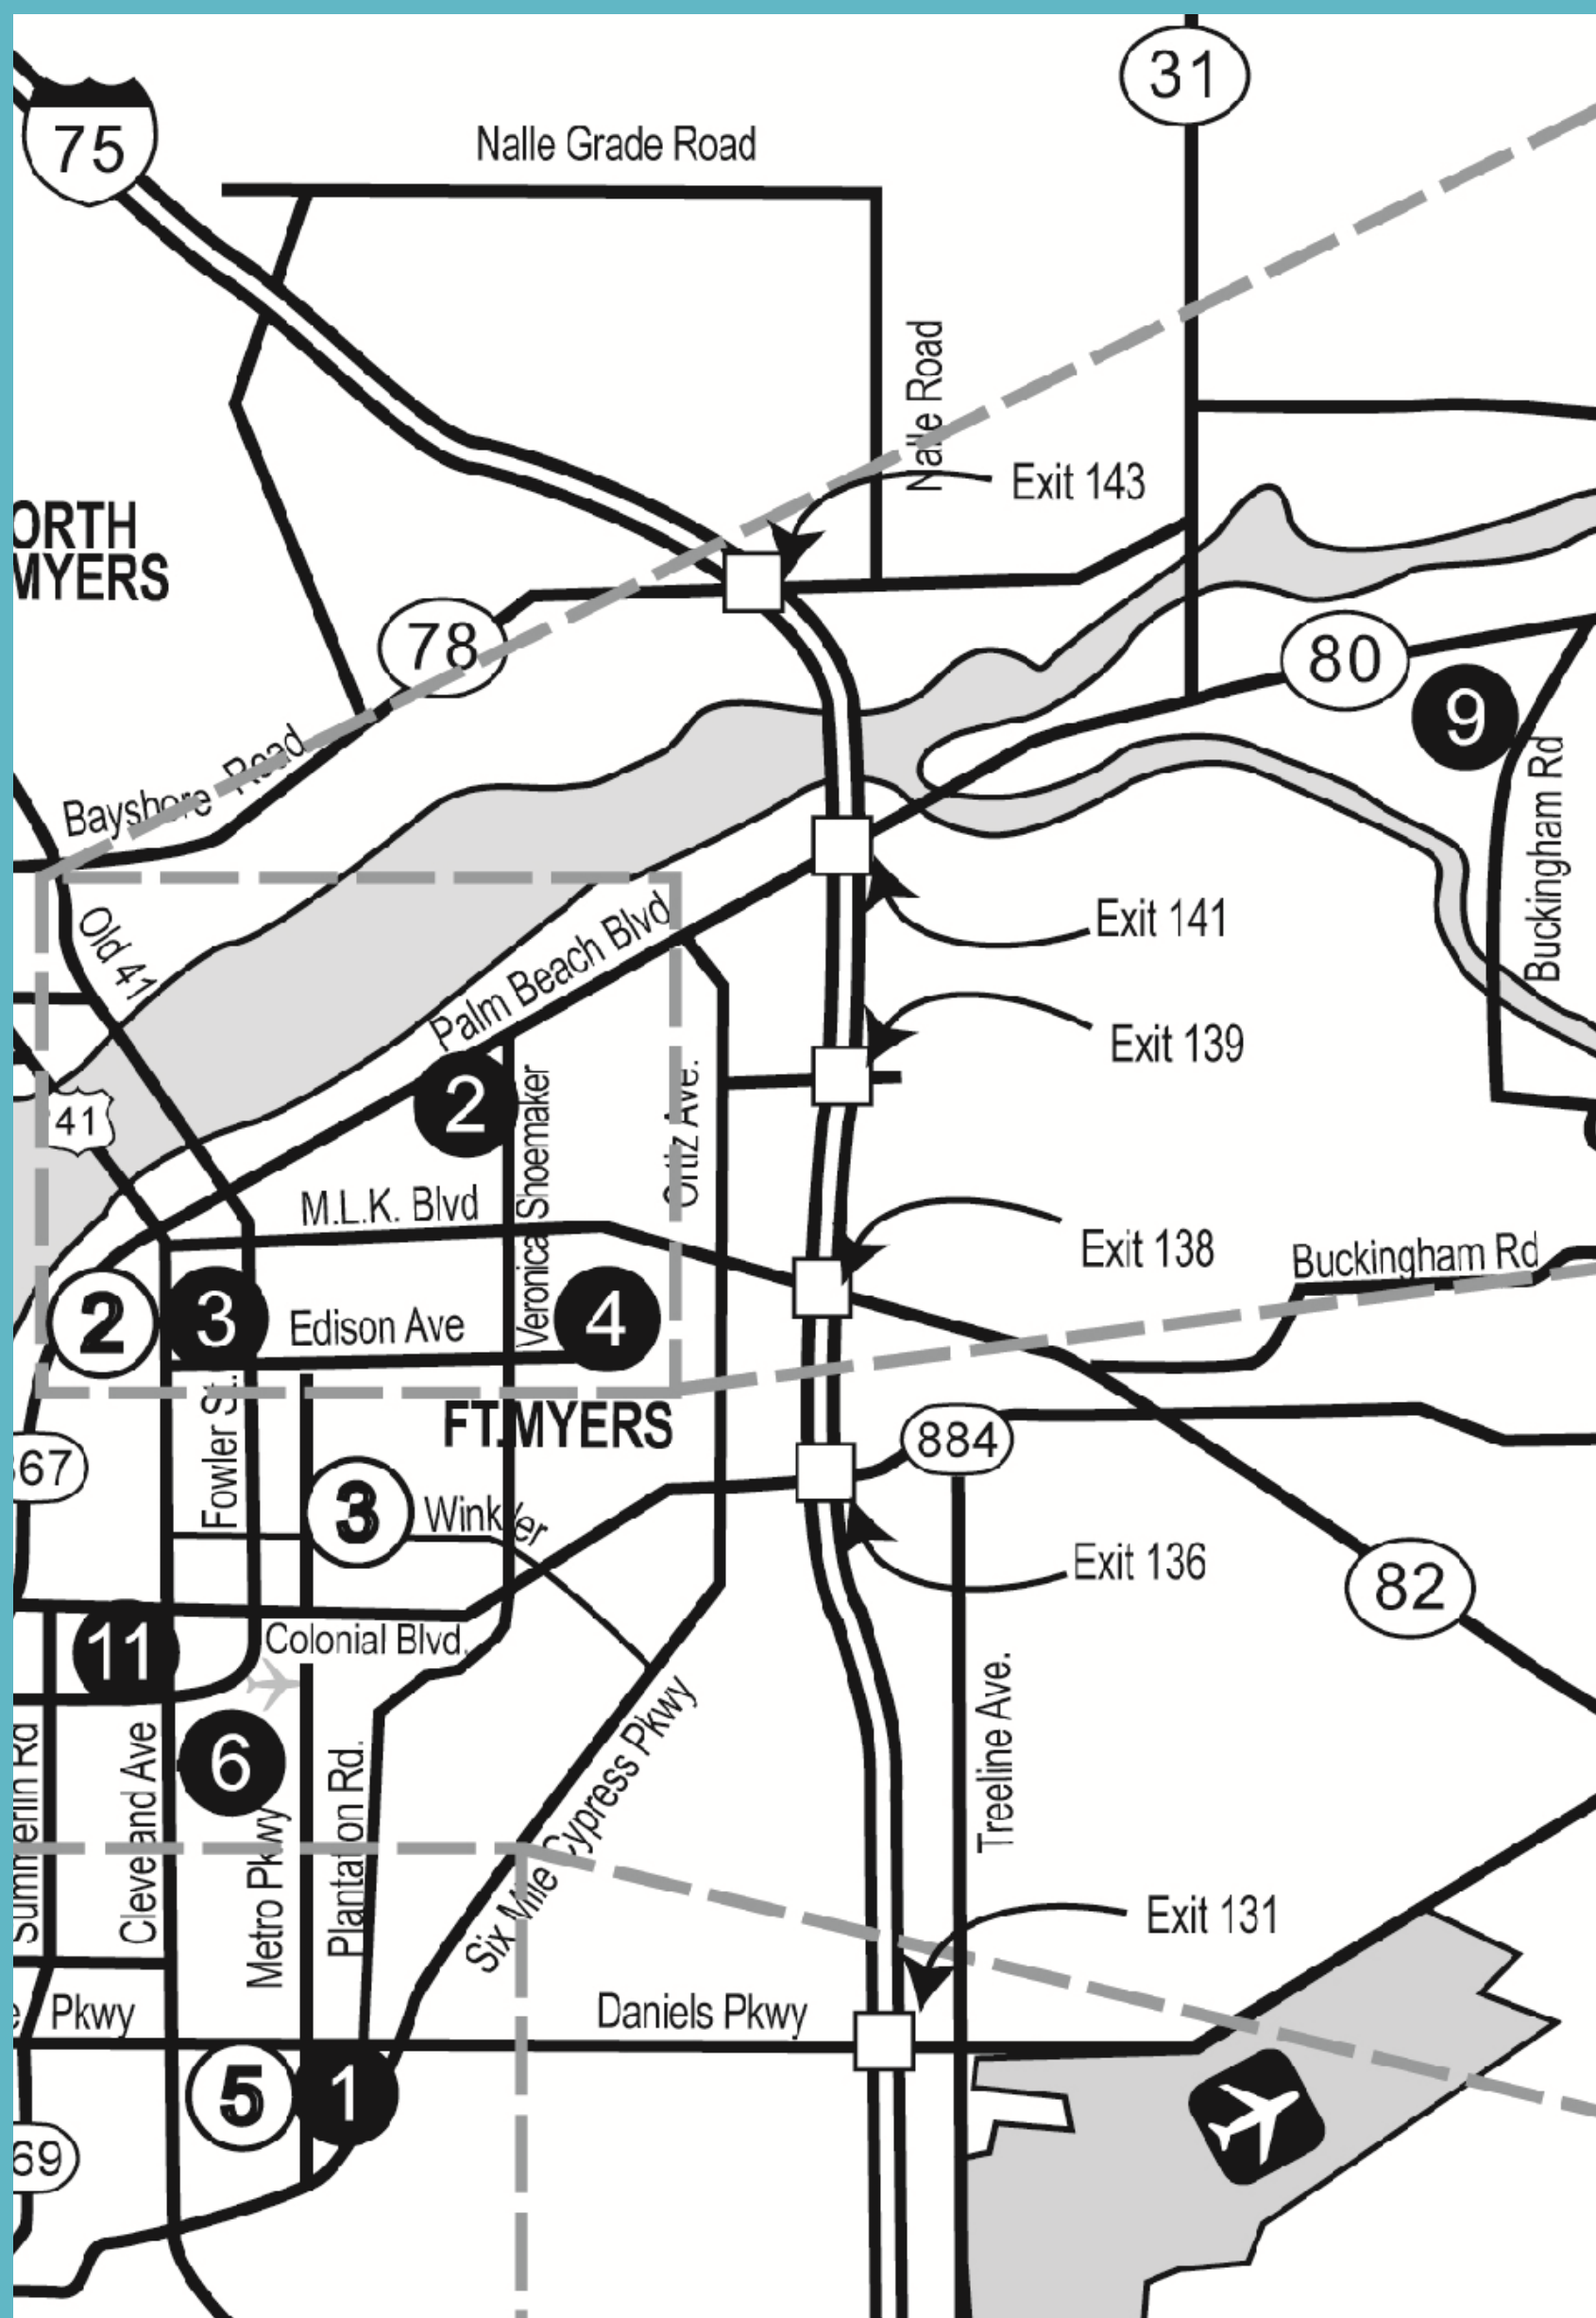 31
75
Nalle Grade Road
Nalle Road
Exit 143
ORTH
MYERS
78
80
9
Bayshore Road
Buckingham Rd
Old 41
Palm Beach Blvd
Exit 141
Exit 139
41
2
Veronica Shoemaker
Ortiz Ave.
M.L.K. Blvd
Exit 138
Buckingham Rd
2
3
Edison Ave
4
FT.MYERS
884
67
Fowler St.
3
Winkler
Exit 136
82
11
Colonial Blvd.
6
Summerlin Rd
Cleveland Ave
Metro Pkwy
Plantation Rd.
Six Mile Cypress Pkwy
Treeline Ave.
Exit 131
e Pkwy
Daniels Pkwy
5
1
69